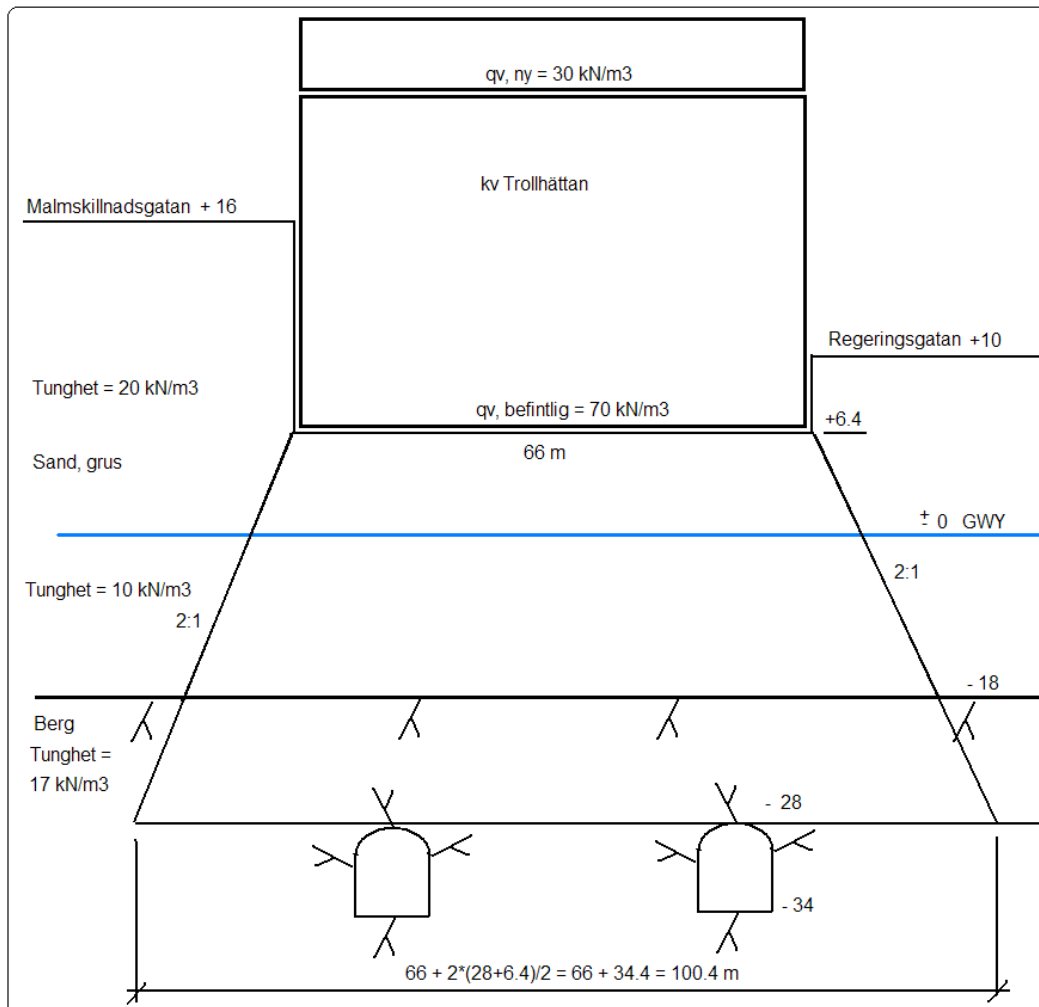 qv, ny = 30 kN/m3
kv Trollhättan
Malmskillnadsgatan + 16
Regeringsgatan +10
Tunghet = 20 kN/m3
qv, befintlig = 70 kN/m3
+6.4
66 m
Sand, grus
± 0 GWY
2:1
Tunghet = 10 kN/m3
2:1
- 18
Berg
Tunghet =
17 kN/m3
- 28
- 34
66 + 2*(28+6.4)/2 = 66 + 34.4 = 100.4 m